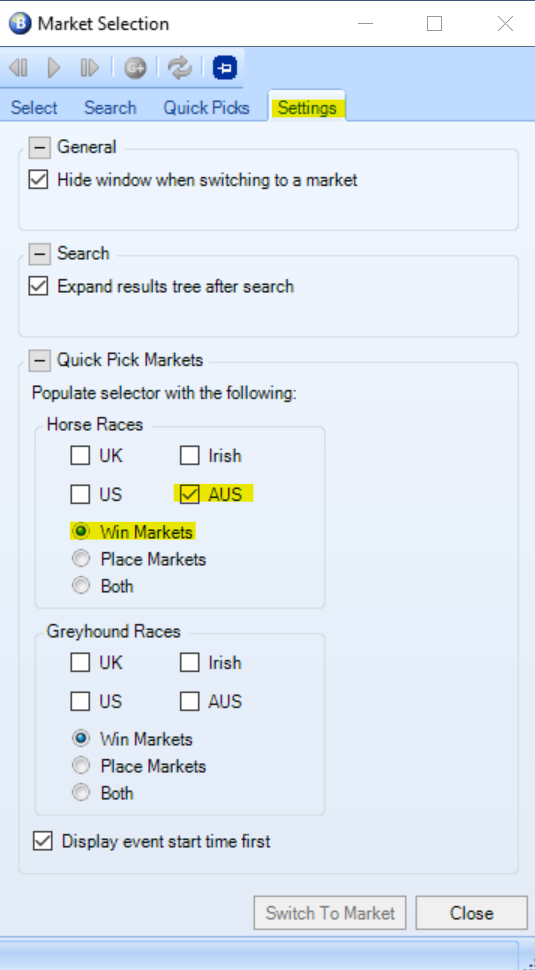 Market Selection
G+
Select Search Quick Picks Settings
General
Hide window when switching to a market
Search
Expand results tree after search
Quick Pick Markets
Populate selector with the following:
Horse Races
UK Irish
US AUS
Win Markets
Place Markets
Both
Greyhound Races
UK Irish
US AUS
Win Markets
Place Markets
Both
Display event start time first
Switch To Market Close